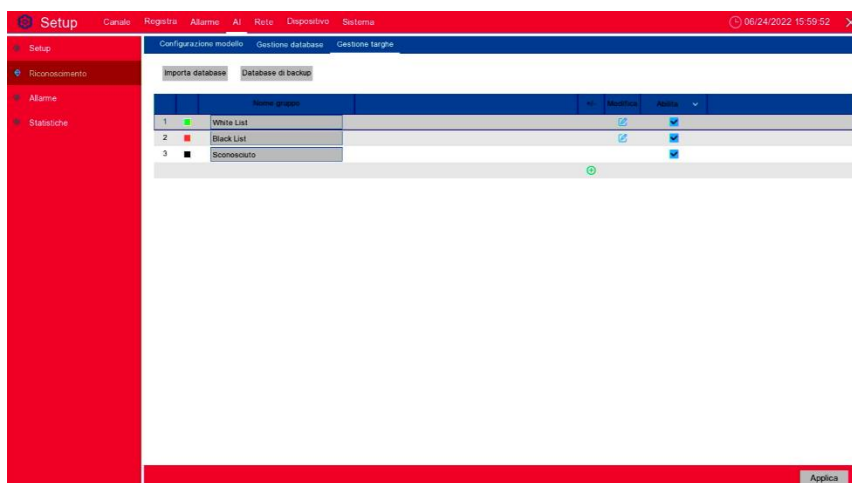 Setup Canale Registra Allarme AI Rete Dispositivo Sistema 06/24/2022 15:59:52
Setup
Riconoscimento
Allarme
Statistiche
Configurazione modello Gestione database Gestione targhe
Importa database Database di backup
Nome gruppo +/- Modifica Abilita
1 White List
2 Black List
3 Sconosciuto
Applica